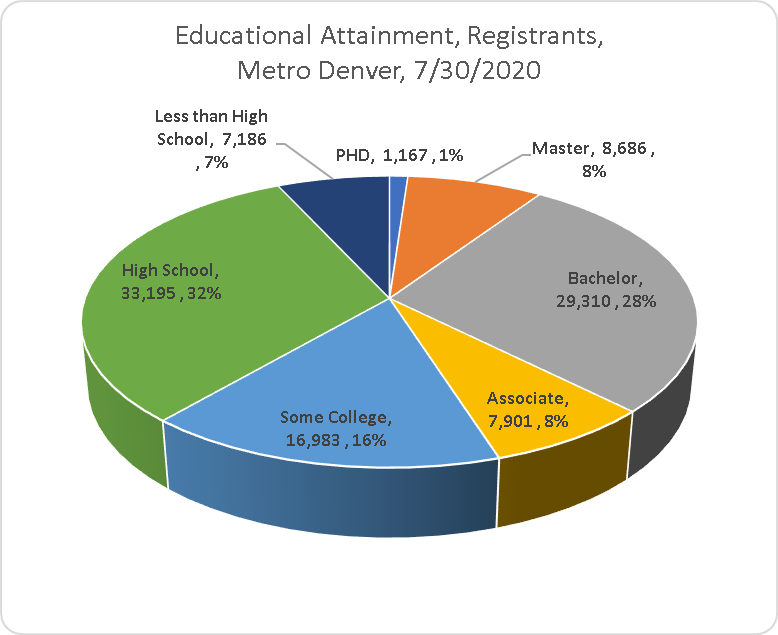 Educational Attainment, Registrants,
Metro Denver, 7/30/2020
Less than High
School, 7,186
, 7%
PHD, 1,167 , 1%
Master, 8,686 ,
8%
High School,
33,195 , 32%
Bachelor,
29,310 , 28%
Associate,
7,901 , 8%
Some College,
16,983 , 16%